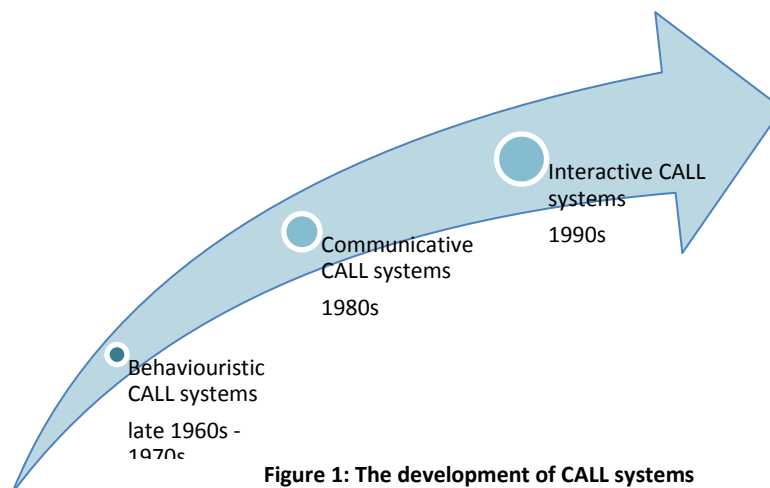 Interactive CALL
systems
1990s
Communicative
CALL systems
1980s
Behaviouristic
CALL systems
late 1960s -
1970s
Figure 1: The development of CALL systems